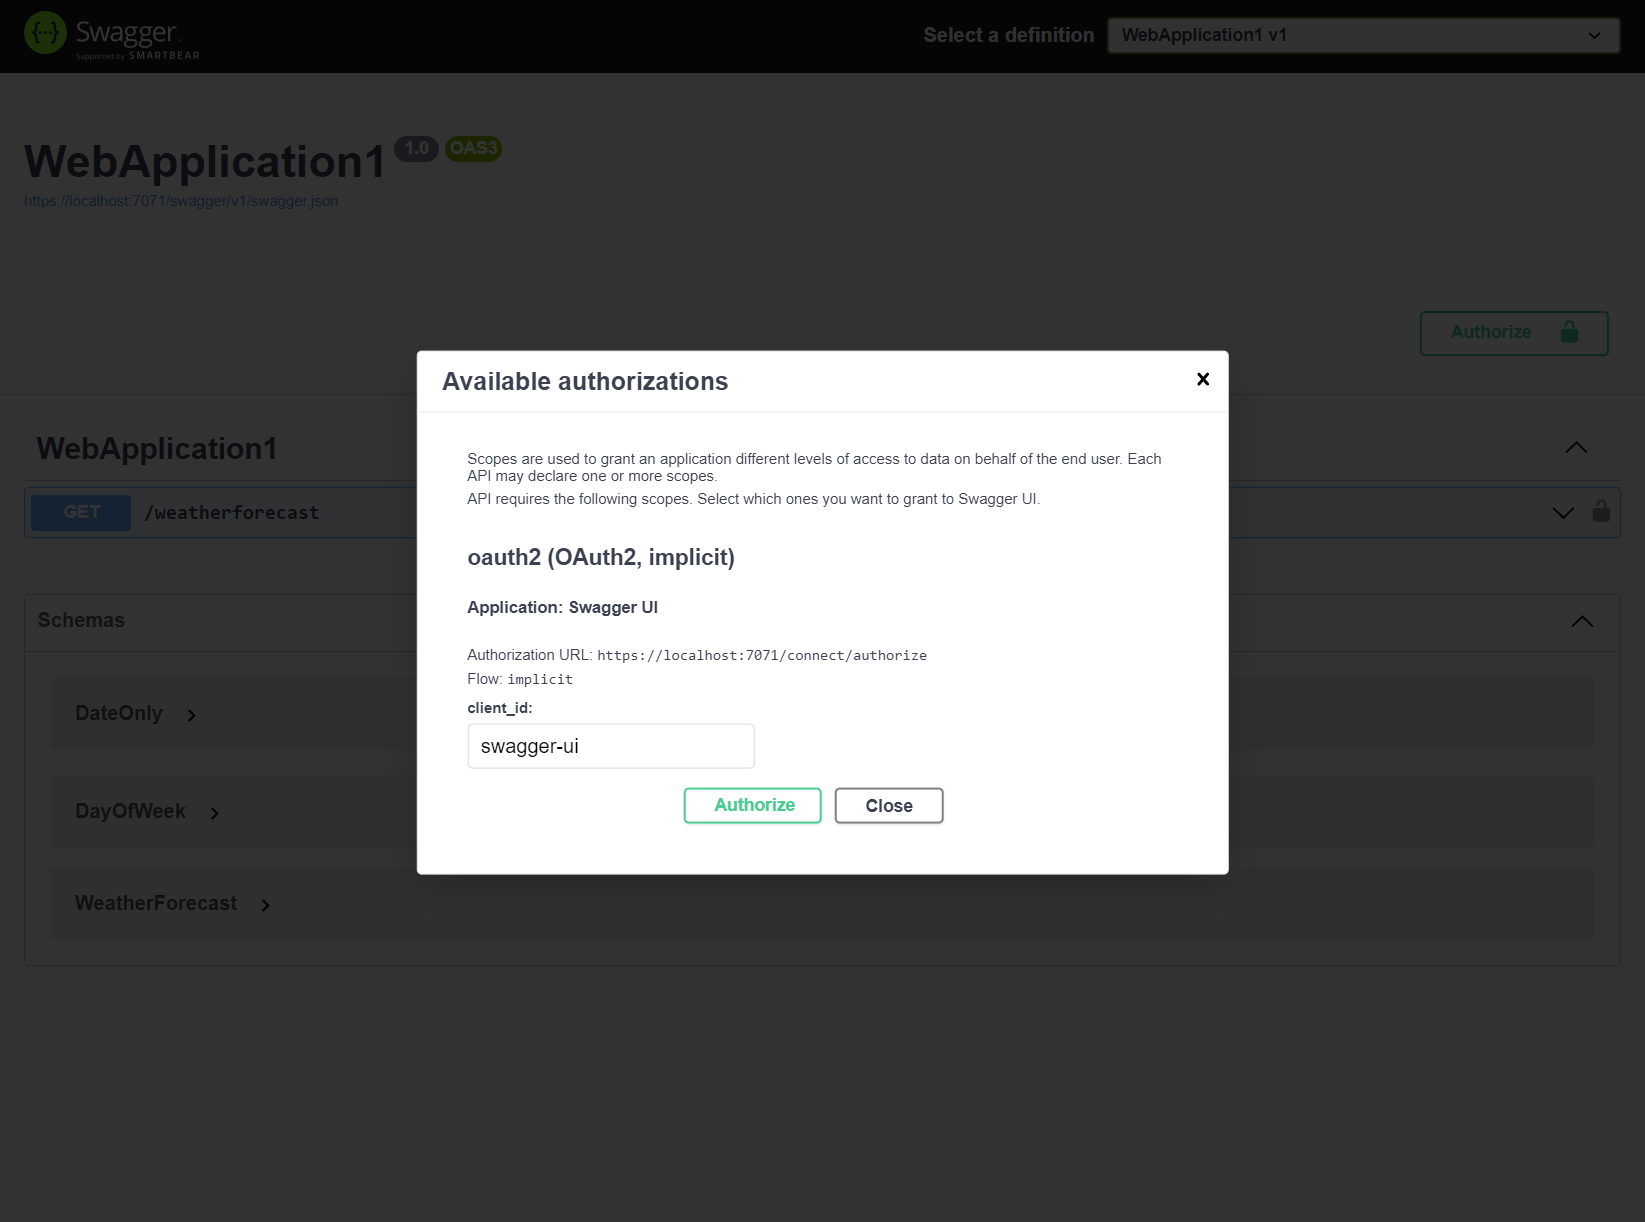 Swagger
Supported by SMARTBEAR
Select a definition
WebApplication1 v1
WebApplication1
1.0
OAS3
https://localhost:7071/swagger/v1/swagger.json
Authorize
Available authorizations
Scopes are used to grant an application different levels of access to data on behalf of the end user. Each
API may declare one or more scopes.
API requires the following scopes. Select which ones you want to grant to Swagger UI.
oauth2 (OAuth2, implicit)
Application: Swagger UI
Authorization URL: https://localhost:7071/connect/authorize
Flow: implicit
client_id:
swagger-ui
Authorize
Close
WebApplication1
GET
/weatherforecast
Schemas
DateOnly
DayOfWeek
WeatherForecast